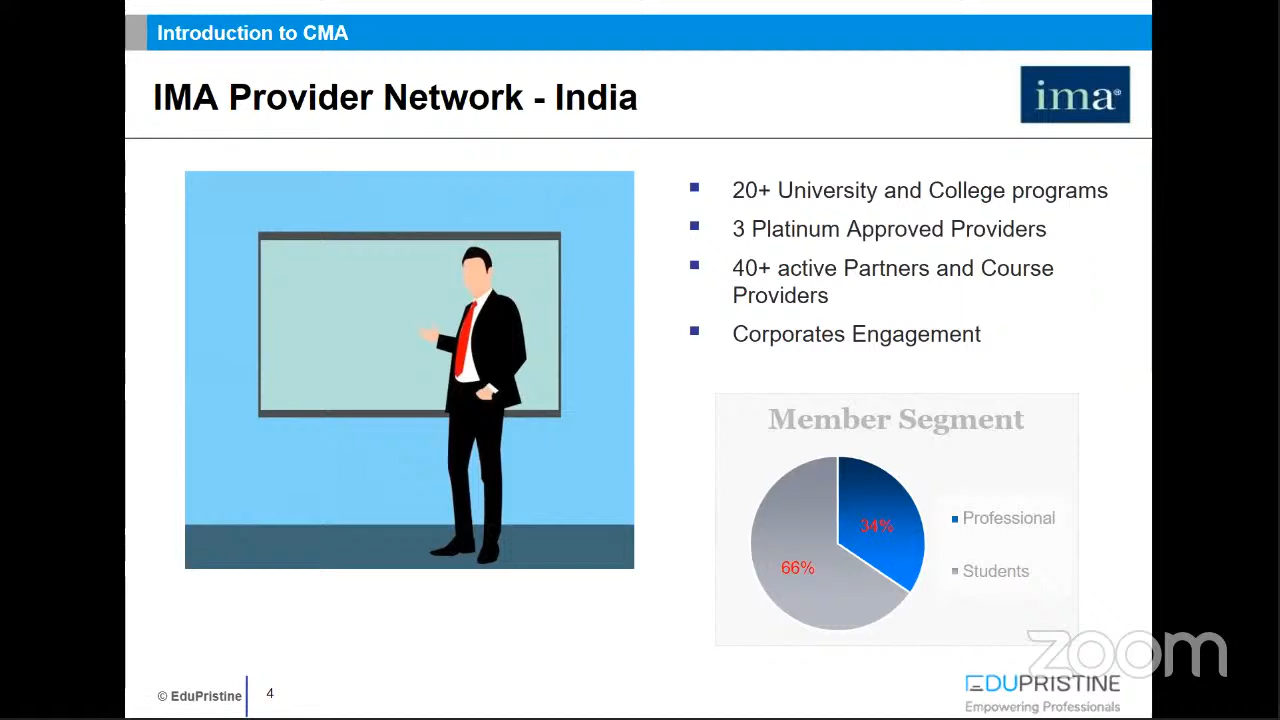 Introduction to CMA
IMA Provider Network - India
ima®
20+ University and College programs
3 Platinum Approved Providers
40+ active Partners and Course
Providers
Corporates Engagement
Member Segment
34%
66%
Professional
Students
zoom
© EduPristine
4
EDUPRISTINE
Empowering Professionals